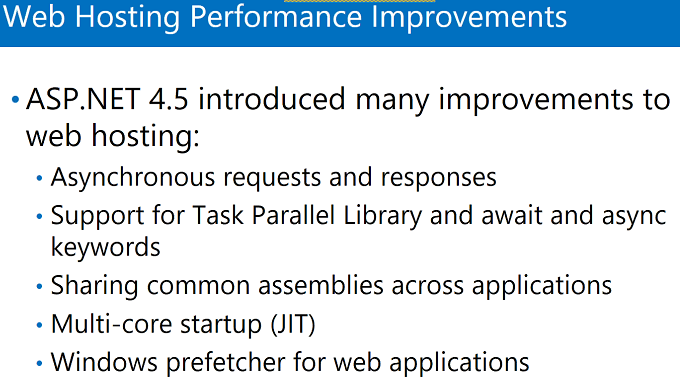 Web Hosting Performance Improvements
• ASP.NET 4.5 introduced many improvements to
web hosting:
• Asynchronous requests and responses
• Support for Task Parallel Library and await and async
keywords
• Sharing common assemblies across applications
• Multi-core startup (JIT)
• Windows prefetcher for web applications